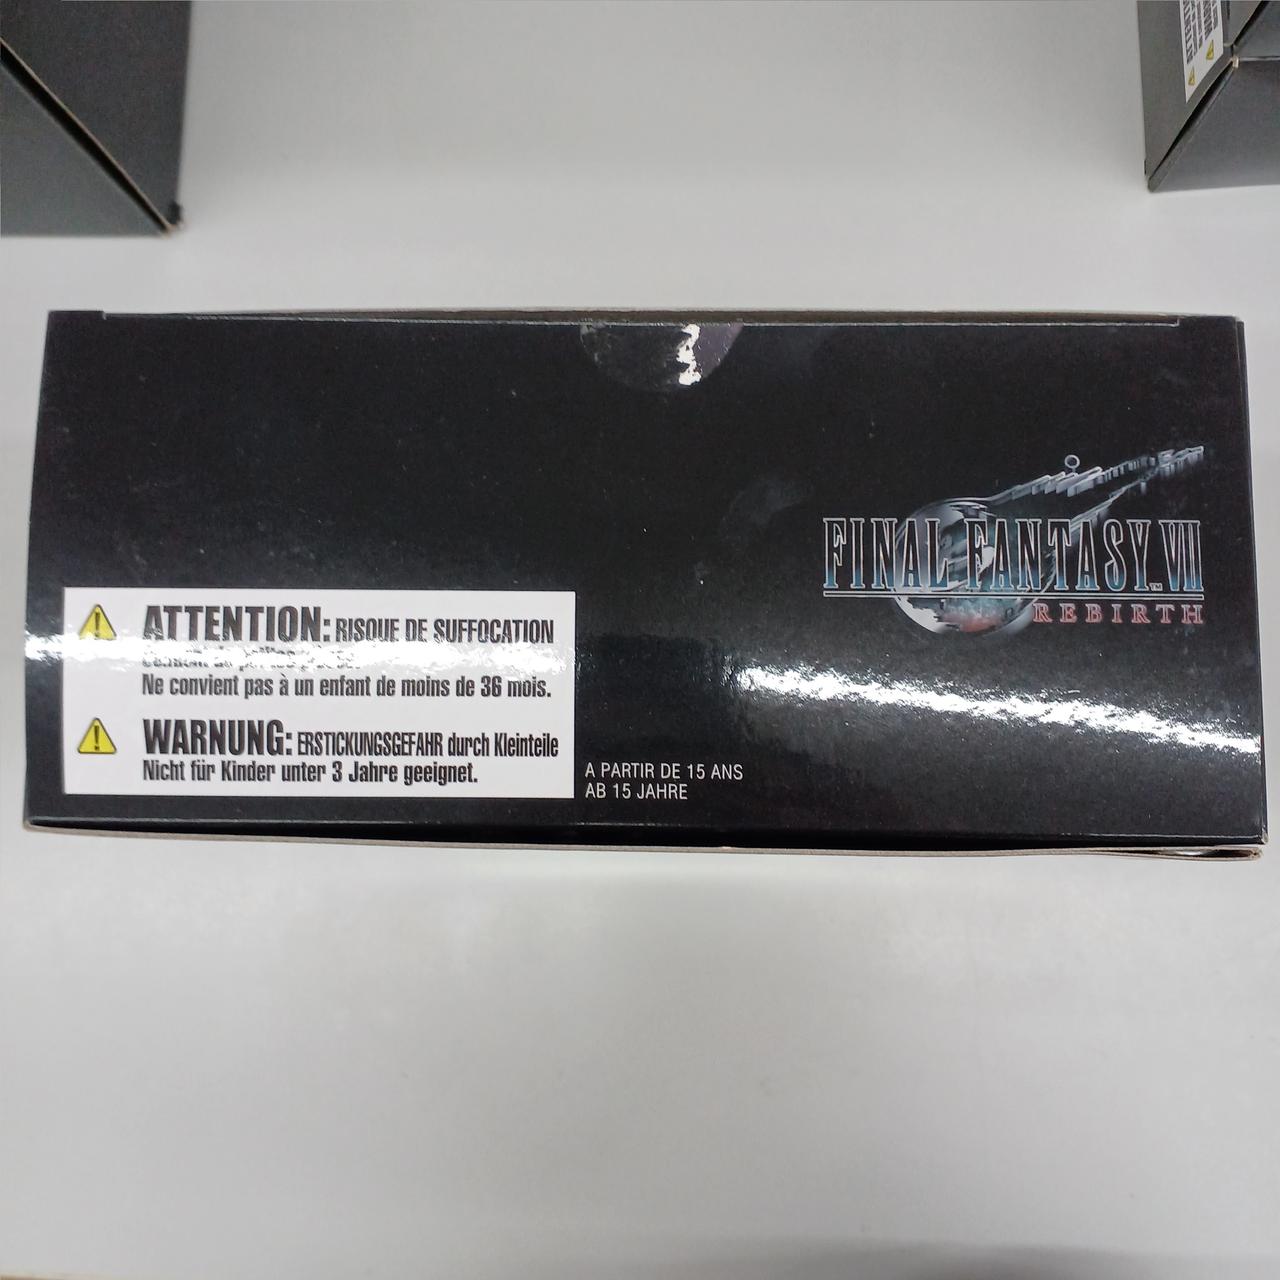 FINAL FANTASY VII
REBIRTH
ATTENTION: RISQUE DE SUFFOCATION
Ne convient pas à un enfant de moins de 36 mois.
WARNUNG: ERSTICKUNGSGEFAHR durch Kleinteile
Nicht für Kinder unter 3 Jahre geeignet.
A PARTIR DE 15 ANS
AB 15 JAHRE